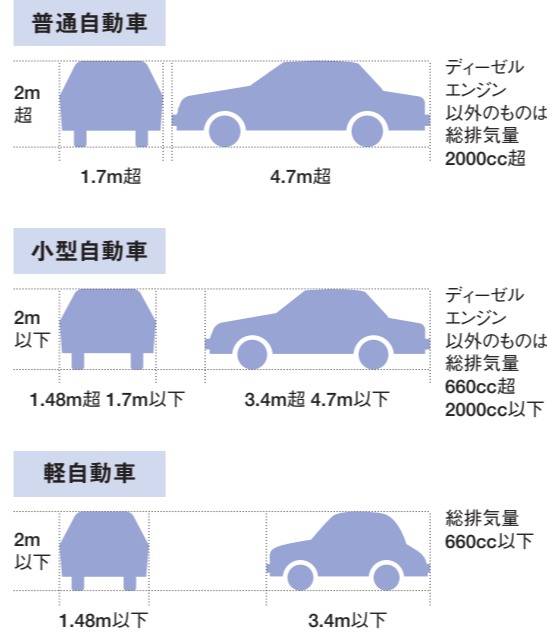 普通自動車
2m
超
1.7m超
4.7m超
ディーゼル
エンジン
以外のものは
総排気量
2000cc超
小型自動車
2m
以下
1.48m超 1.7m以下
3.4m超 4.7m以下
ディーゼル
エンジン
以外のものは
総排気量
660cc超
2000cc以下
軽自動車
2m
以下
1.48m以下
3.4m以下
総排気量
660cc以下